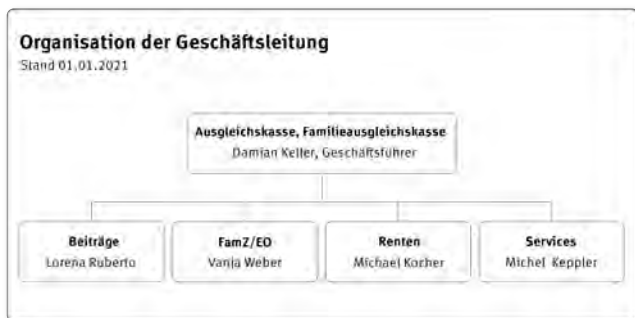 Organisation der Geschäftsleitung
Stand 01.01.2021
Ausgleichskasse, Familieausgleichskasse
Damian Keller, Geschäftsführer
Beiträge
Lorena Ruberto
FamZ/EO
Vanja Weber
Renten
Michael Kocher
Services
Michel Keppler